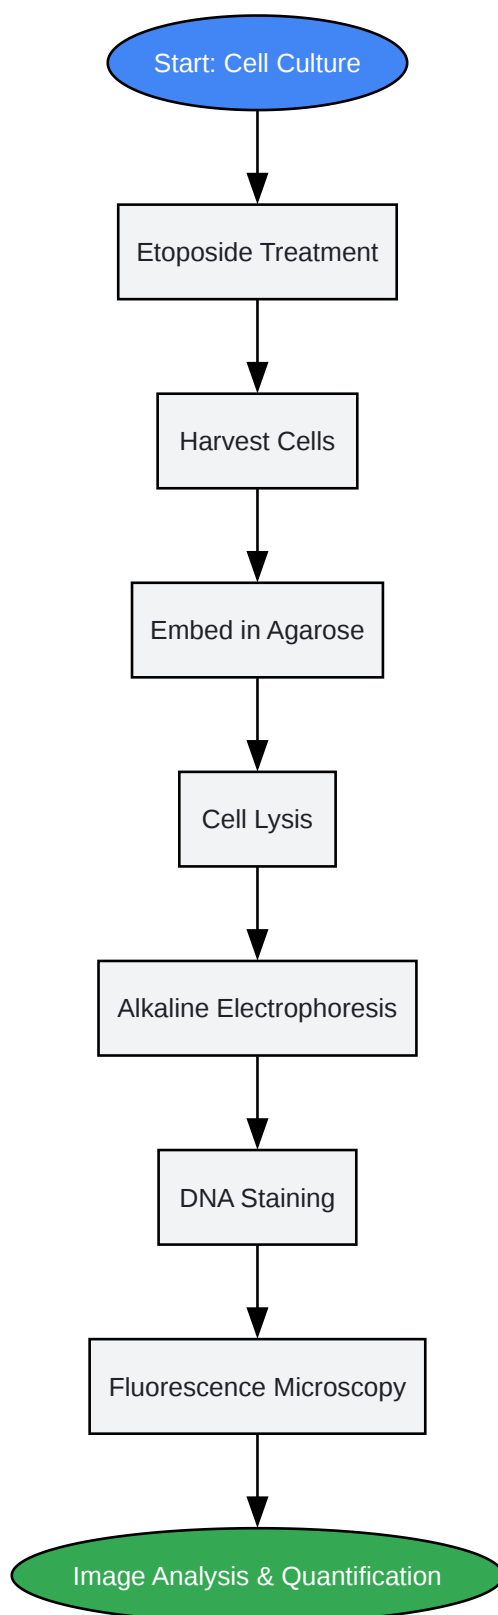 Start: Cell Culture
Etoposide Treatment
Harvest Cells
Embed in Agarose
Cell Lysis
Alkaline Electrophoresis
DNA Staining
Fluorescence Microscopy
Image Analysis & Quantification